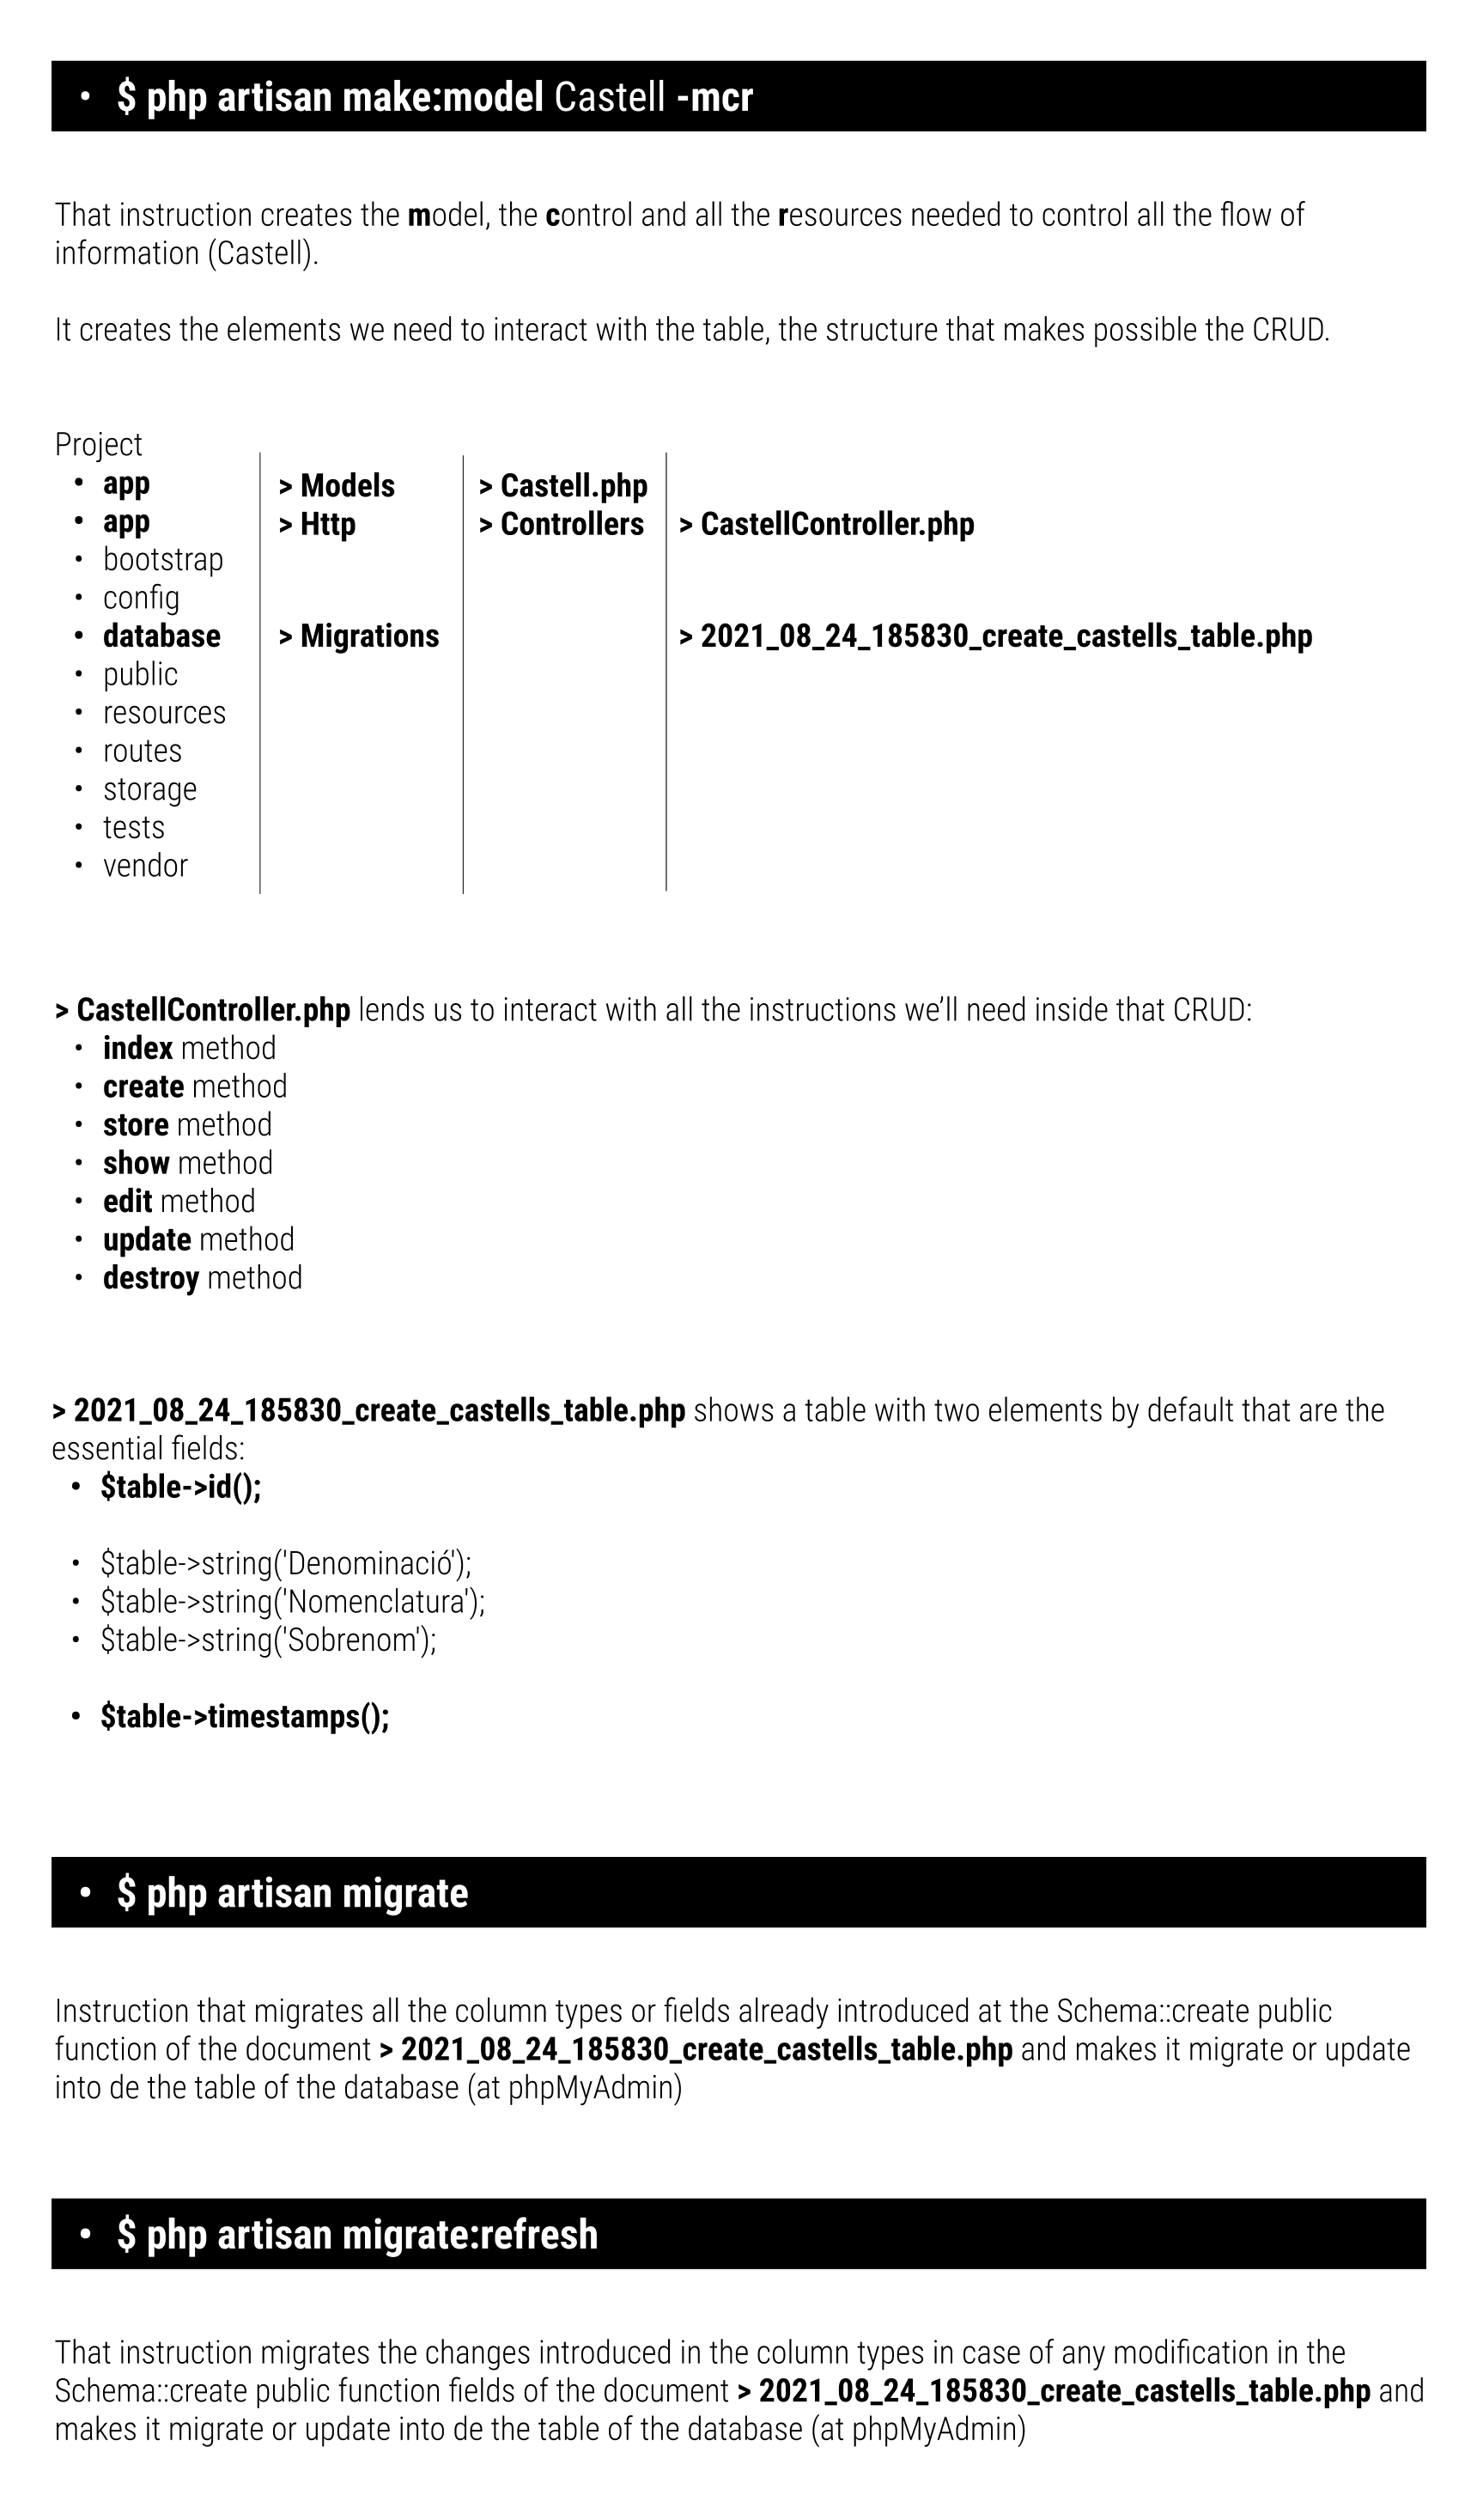 • $ php artisan make:model Castell -mcr
That instruction creates the model, the control and all the resources needed to control all the flow of
information (Castell).
It creates the elements we need to interact with the table, the structure that makes possible the CRUD.
Project
• app > Models > Castell.php
• app > Http > Controllers > CastellController.php
• bootstrap
• config
• database > Migrations > 2021_08_24_185830_create_castells_table.php
• public
• resources
• routes
• storage
• tests
• vendor
> CastellController.php lends us to interact with all the instructions we’ll need inside that CRUD:
• index method
• create method
• store method
• show method
• edit method
• update method
• destroy method
> 2021_08_24_185830_create_castells_table.php shows a table with two elements by default that are the
essential fields:
• $table->id();
• $table->string('Denominació');
• $table->string('Nomenclatura');
• $table->string('Sobrenom');
• $table->timestamps();
• $ php artisan migrate
Instruction that migrates all the column types or fields already introduced at the Schema::create public
function of the document > 2021_08_24_185830_create_castells_table.php and makes it migrate or update
into de the table of the database (at phpMyAdmin)
• $ php artisan migrate:refresh
That instruction migrates the changes introduced in the column types in case of any modification in the
Schema::create public function fields of the document > 2021_08_24_185830_create_castells_table.php and
makes it migrate or update into de the table of the database (at phpMyAdmin)